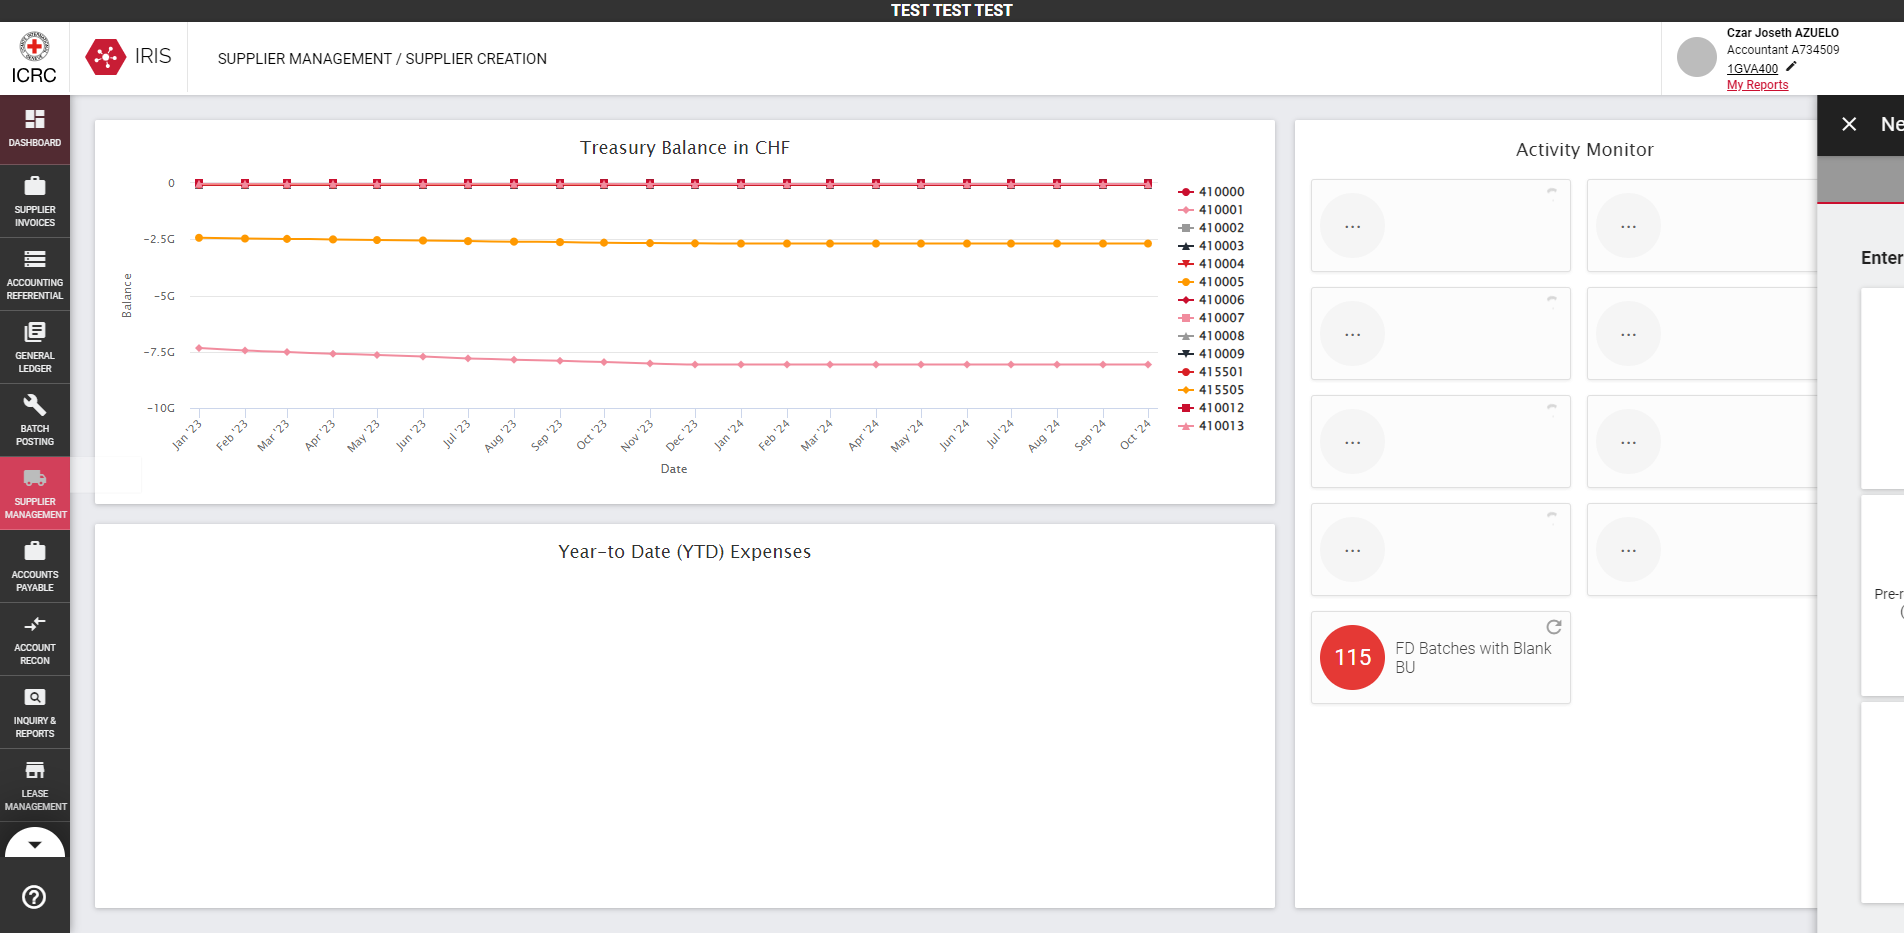 TEST TEST TEST
ICRC
IRIS
SUPPLIER MANAGEMENT / SUPPLIER CREATION
Czar Joseth AZUELO
Accountant A734509
1GVA400
My Reports
DASHBOARD
SUPPLIER
INVOICES
ACCOUNTING
REFERENTIAL
GENERAL
LEDGER
BATCH
POSTING
SUPPLIER
MANAGEMENT
ACCOUNTS
PAYABLE
ACCOUNT
RECON
INQUIRY &
REPORTS
LEASE
MANAGEMENT
Treasury Balance in CHF
0
-2.5G
-5G
-7.5G
-10G
Balance
Jan '23
Feb '23
Mar '23
Apr '23
May '23
Jun '23
Jul '23
Aug '23
Sep '23
Oct '23
Nov '23
Dec '23
Jan '24
Feb '24
Mar '24
Apr '24
May '24
Jun '24
Jul '24
Aug '24
Sep '24
Oct '24
Date
410000
410001
410002
410003
410004
410005
410006
410007
410008
410009
415501
415505
410012
410013
Year-to Date (YTD) Expenses
Activity Monitor
...
...
...
...
...
...
...
...
115
FD Batches with Blank
BU
Ne
Enter
Pre-r
(